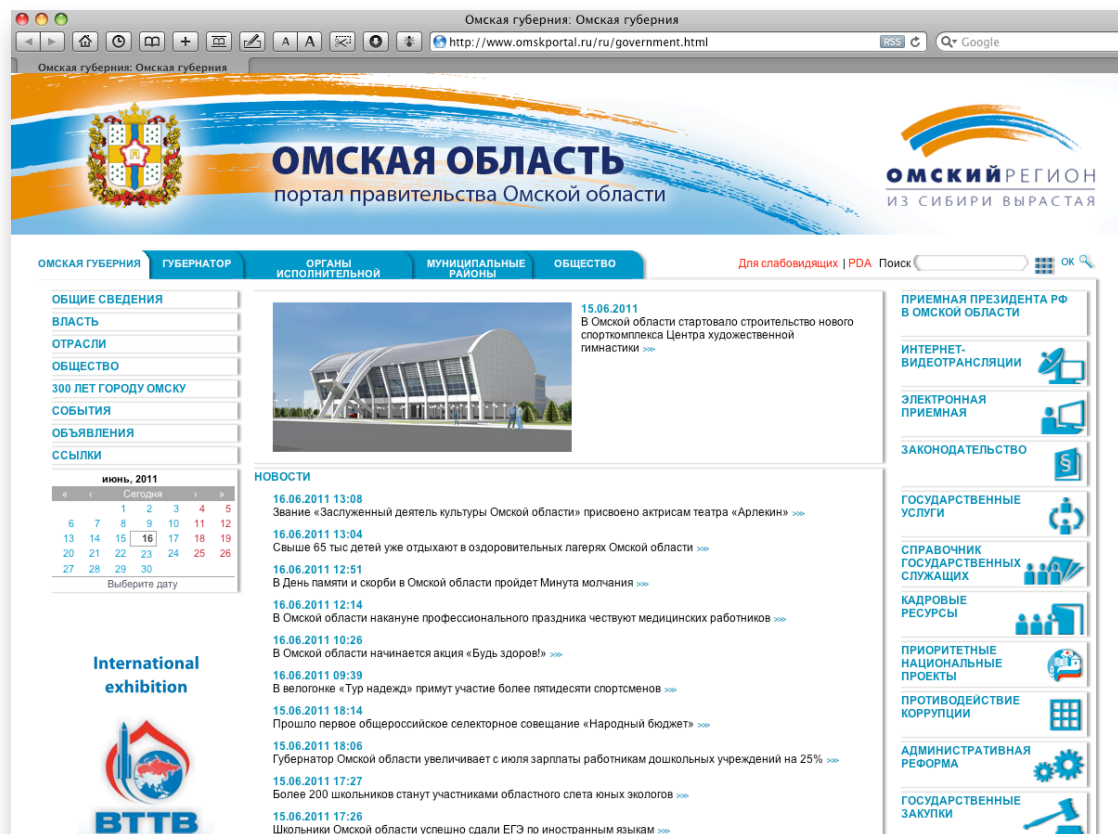 Омская губерния: Омская губерния
A A
http://www.omskportal.ru/ru/government.html
RSS
Google
Омская губерния: Омская губерния
ОМСКАЯ ОБЛАСТЬ
портал правительства Омской области
ОМСКИЙ РЕГИОН
ИЗ СИБИРИ ВЫРАСТАЯ
ОМСКАЯ ГУБЕРНИЯ
ГУБЕРНАТОР
ОРГАНЫ
ИСПОЛНИТЕЛЬНОЙ
МУНИЦИПАЛЬНЫЕ
РАЙОНЫ
ОБЩЕСТВО
Для слабовидящих | PDA
Поиск
ОК
ОБЩИЕ СВЕДЕНИЯ
ВЛАСТЬ
ОТРАСЛИ
ОБЩЕСТВО
300 ЛЕТ ГОРОДУ ОМСКУ
СОБЫТИЯ
ОБЪЯВЛЕНИЯ
ССЫЛКИ
июнь, 2011
« ‹ Сегодня › »
1 2 3 4 5
6 7 8 9 10 11 12
13 14 15 16 17 18 19
20 21 22 23 24 25 26
27 28 29 30
Выберите дату
International
exhibition
ВТТВ
15.06.2011
В Омской области стартовало строительство нового
спорткомплекса Центра художественной
гимнастики >>>
НОВОСТИ
16.06.2011 13:08
Звание «Заслуженный деятель культуры Омской области» присвоено актрисам театра «Арлекин» >>>
16.06.2011 13:04
Свыше 65 тыс детей уже отдыхают в оздоровительных лагерях Омской области >>>
16.06.2011 12:51
В День памяти и скорби в Омской области пройдет Минута молчания >>>
16.06.2011 12:14
В Омской области накануне профессионального праздника чествуют медицинских работников >>>
16.06.2011 10:26
В Омской области начинается акция «Будь здоров!» >>>
16.06.2011 09:39
В велогонке «Тур надежд» примут участие более пятидесяти спортсменов >>>
15.06.2011 18:14
Прошло первое общероссийское селекторное совещание «Народный бюджет» >>>
15.06.2011 18:06
Губернатор Омской области увеличивает с июля зарплаты работникам дошкольных учреждений на 25% >>>
15.06.2011 17:27
Более 200 школьников станут участниками областного слета юных экологов >>>
15.06.2011 17:26
Школьники Омской области успешно сдали ЕГЭ по иностранным языкам >>>
ПРИЕМНАЯ ПРЕЗИДЕНТА РФ
В ОМСКОЙ ОБЛАСТИ
ИНТЕРНЕТ-
ВИДЕОТРАНСЛЯЦИИ
ЭЛЕКТРОННАЯ
ПРИЕМНАЯ
ЗАКОНОДАТЕЛЬСТВО
§
ГОСУДАРСТВЕННЫЕ
УСЛУГИ
СПРАВОЧНИК
ГОСУДАРСТВЕННЫХ
СЛУЖАЩИХ
КАДРОВЫЕ
РЕСУРСЫ
ПРИОРИТЕТНЫЕ
НАЦИОНАЛЬНЫЕ
ПРОЕКТЫ
ПРОТИВОДЕЙСТВИЕ
КОРРУПЦИИ
АДМИНИСТРАТИВНАЯ
РЕФОРМА
ГОСУДАРСТВЕННЫЕ
ЗАКУПКИ